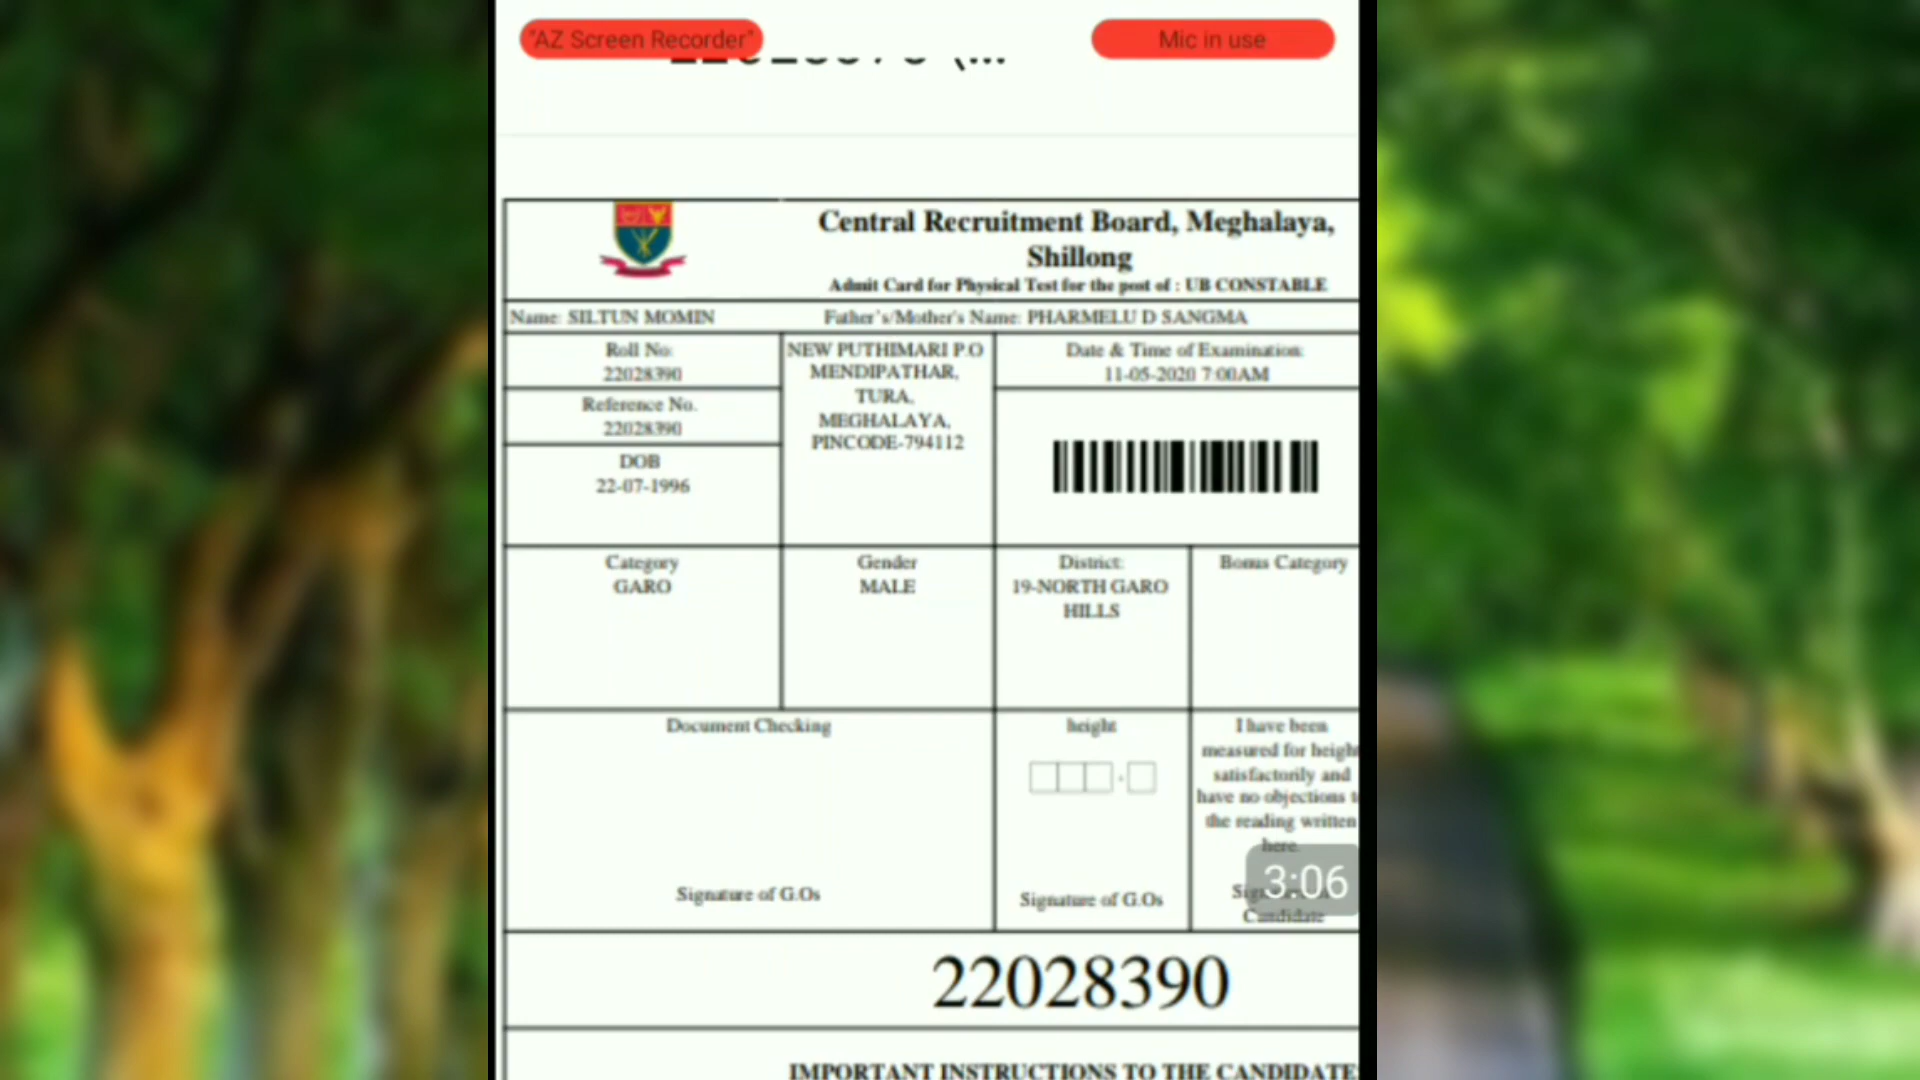 "AZ Screen Recorder"
Mic in use
Central Recruitment Board, Meghalaya,
Shillong
Admit Card for Physical Test for the post of : UB CONSTABLE
Name: SILTUN MOMIN
Father's/Mother's Name: PHARMELU D SANGMA
Roll No:
22028390
NEW PUTHIMARI P.O
MENDIPATHAR,
TURA,
MEGHALAYA,
PINCODE-794112
Date & Time of Examination:
11-05-2020 7:00AM
Reference No.
22028390
DOB
22-07-1996
Category
GARO
Gender
MALE
District:
19-NORTH GARO
HILLS
Bonus Category
Document Checking
Signature of G.Os
height
Signature of G.Os
I have been
measured for height
satisfactorily and
have no objections
the reading written
here.
Candidate
3:06
22028390
IMPORTANT INSTRUCTIONS TO THE CANDIDATE